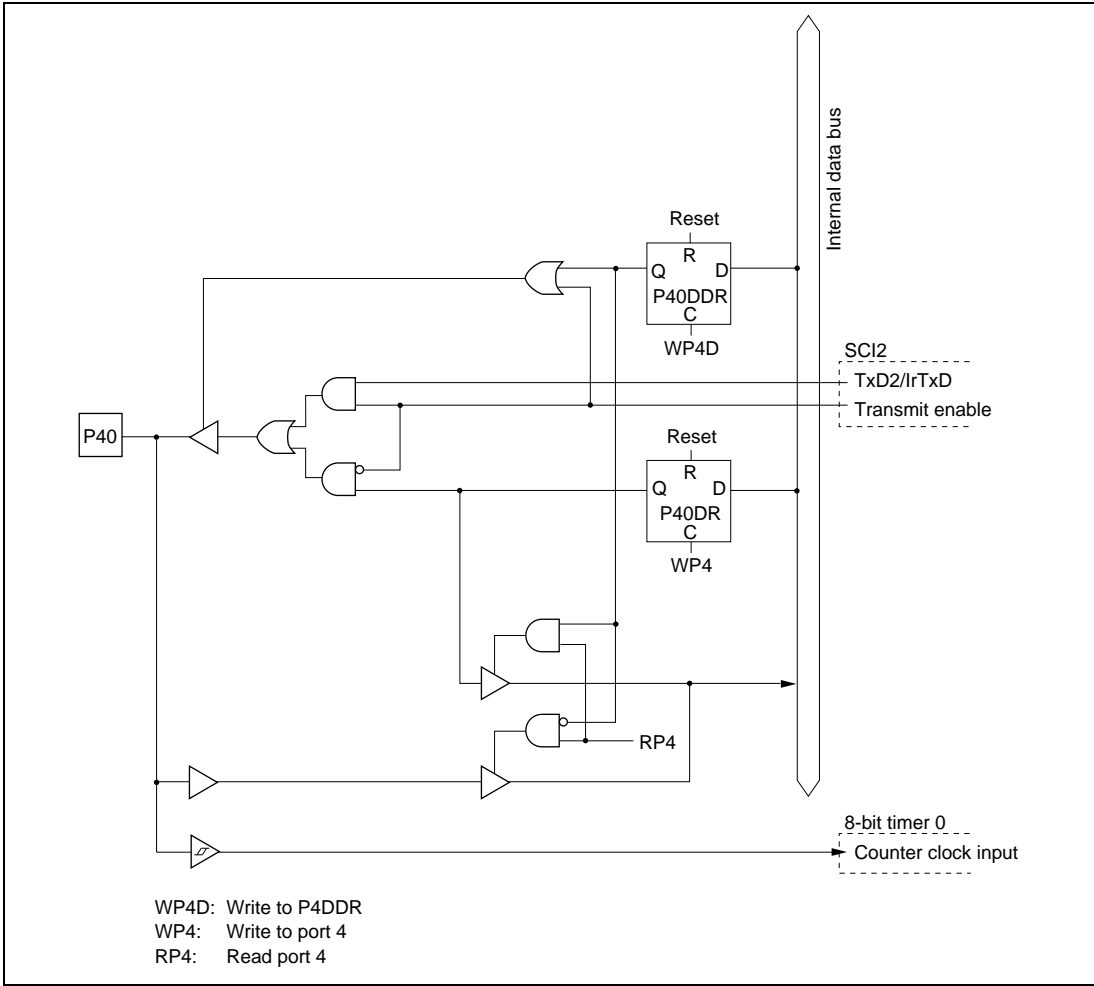 Internal data bus
Reset
R
Q D
P40DDR
C
WP4D
SCI2
TxD2/IrTxD
Transmit enable
P40
Reset
R
Q D
P40DR
C
WP4
RP4
8-bit timer 0
Counter clock input
WP4D: Write to P4DDR
WP4: Write to port 4
RP4: Read port 4